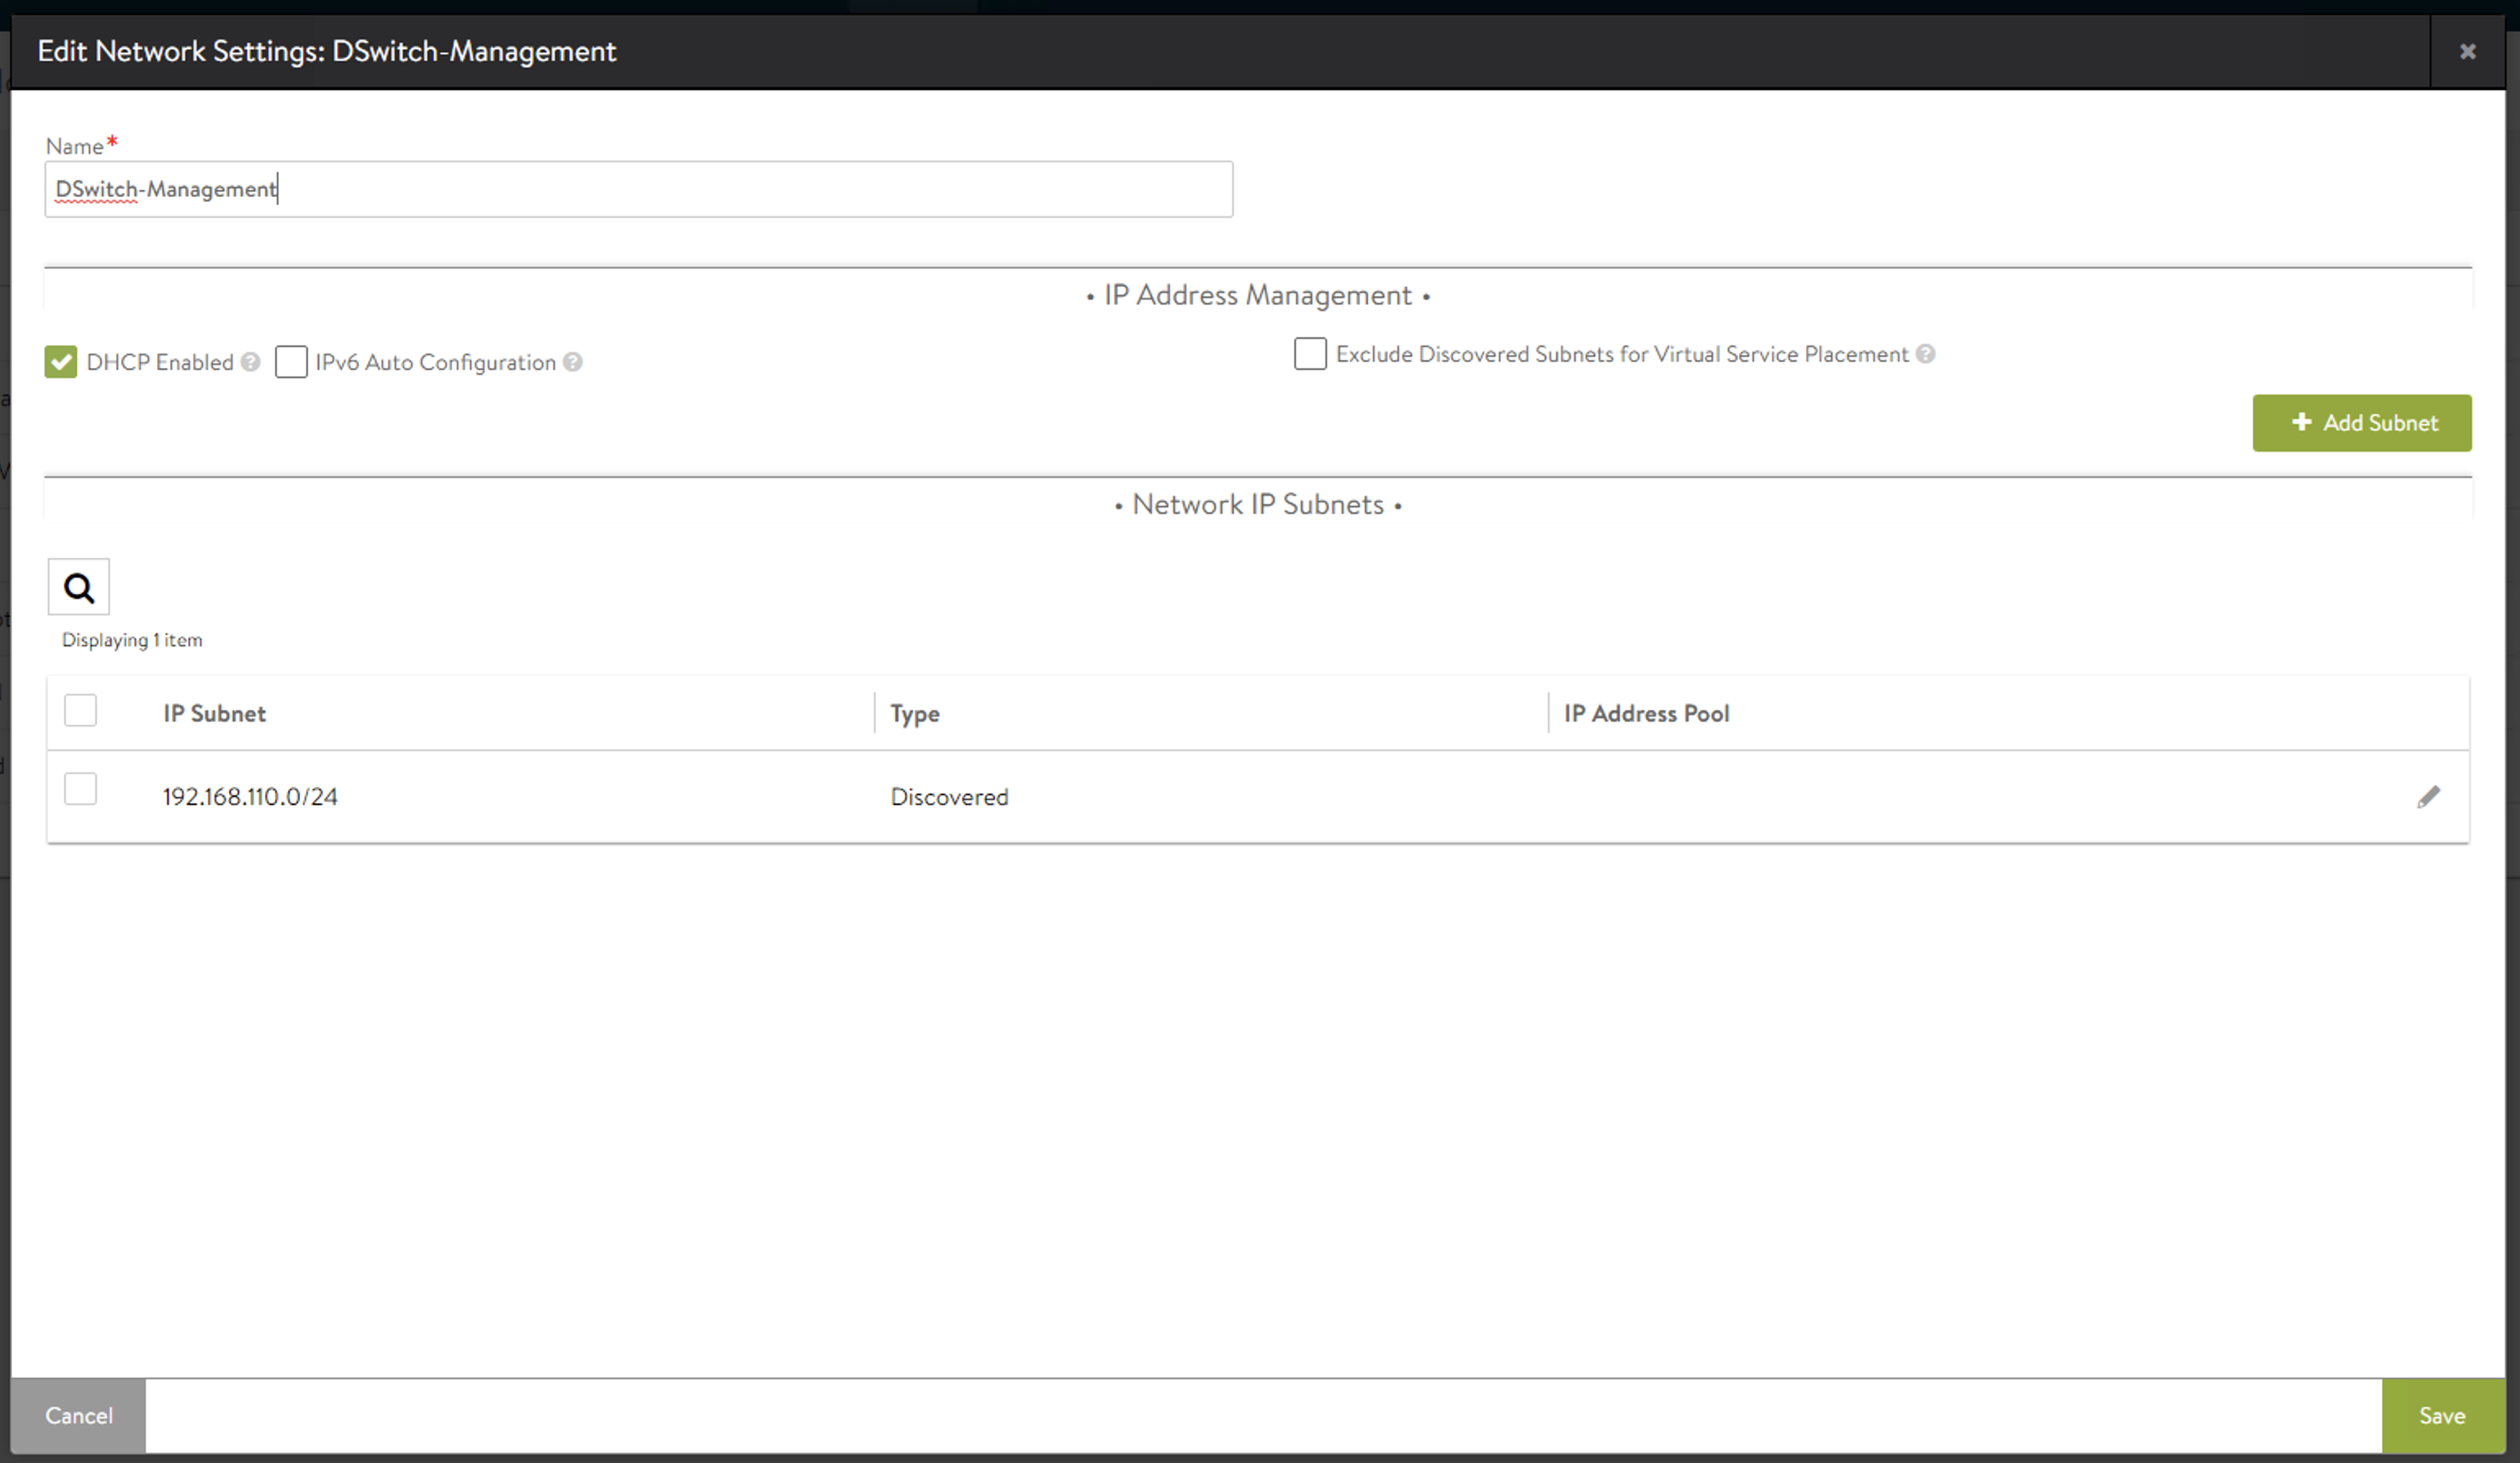 Edit Network Settings: DSwitch-Management
Name*
DSwitch-Management
• IP Address Management •
DHCP Enabled ? IPv6 Auto Configuration ? Exclude Discovered Subnets for Virtual Service Placement ?
+ Add Subnet
• Network IP Subnets •
Displaying 1 item
IP Subnet Type IP Address Pool
192.168.110.0/24 Discovered
Cancel Save